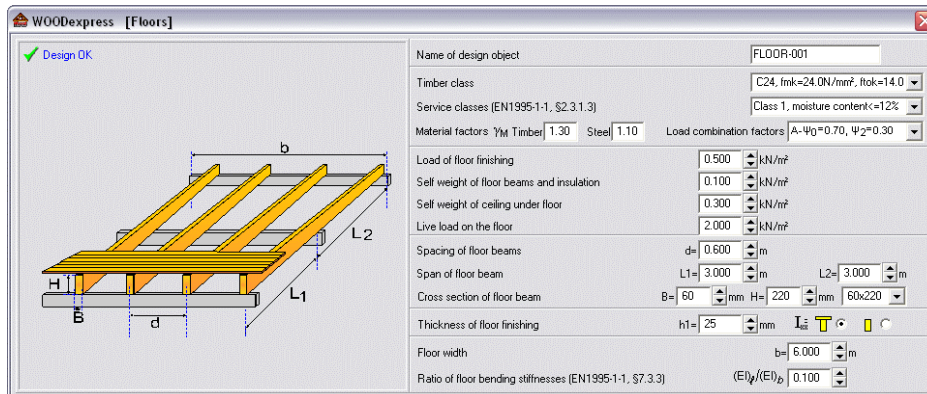 WOODexpress [Floors]
Design OK
b
L2
L1
H
B
d
Name of design object FLOOR-001
Timber class C24, fmk=24.0N/mm², ftok=14.0
Service classes (EN1995-1-1, §2.3.1.3) Class 1, moisture content<=12%
Material factors γM Timber 1.30 Steel 1.10 Load combination factors A-Ψ0=0.70, Ψ2=0.30
Load of floor finishing 0.500 kN/m²
Self weight of floor beams and insulation 0.100 kN/m²
Self weight of ceiling under floor 0.300 kN/m²
Live load on the floor 2.000 kN/m²
Spacing of floor beams d= 0.600 m
Span of floor beam L1= 3.000 m L2= 3.000 m
Cross section of floor beam B= 60 mm H= 220 mm 60x220
Thickness of floor finishing h1= 25 mm
Floor width b= 6.000 m
Ratio of floor bending stiffnesses (EN1995-1-1, §7.3.3) (EI)ℓ/(EI)b 0.100